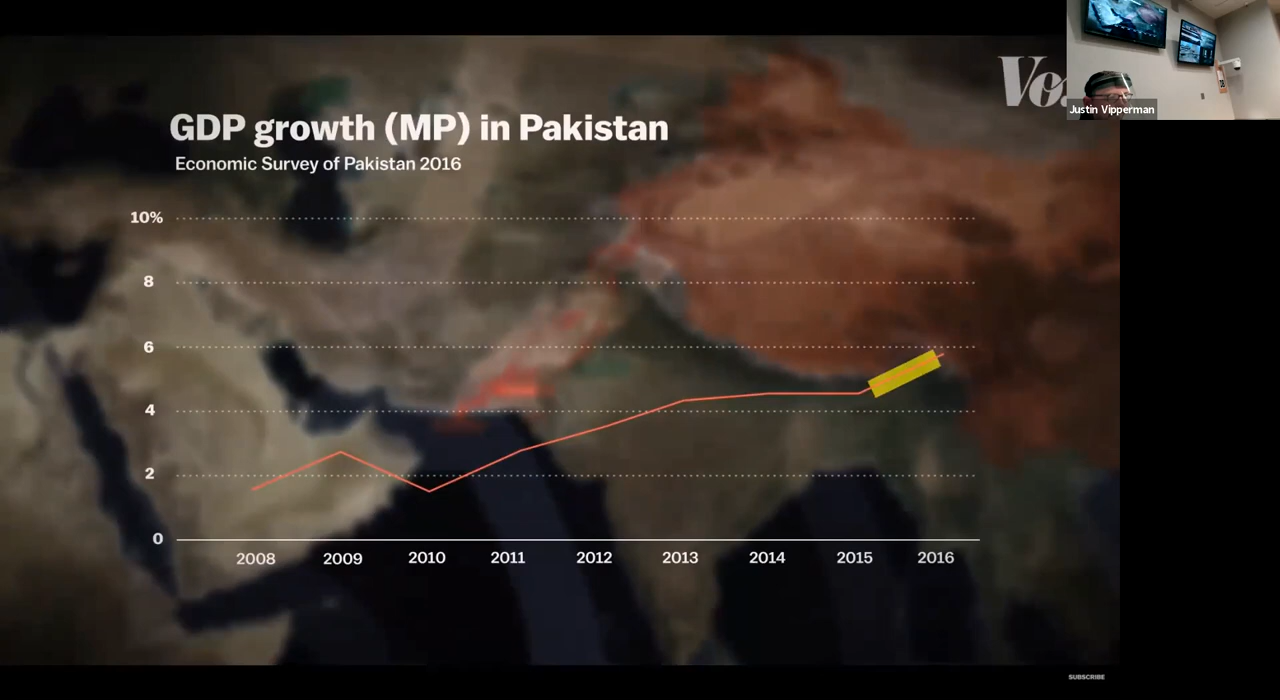 GDP growth (MP) in Pakistan
Economic Survey of Pakistan 2016
10%
8
6
4
2
0
2008 2009 2010 2011 2012 2013 2014 2015 2016
Justin Vipperman
SUBSCRIBE